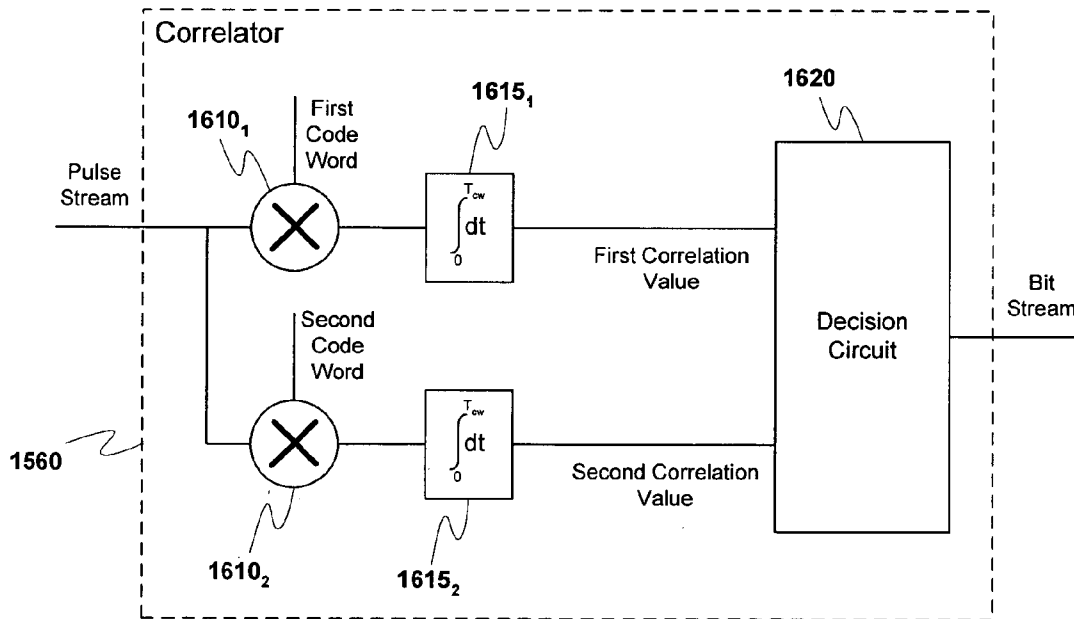 Correlator
1610₁
First
Code
Word
1615₁
1620
Pulse
Stream
T_cw
∫ dt
0
First Correlation
Value
Second
Code
Word
Decision
Circuit
Bit
Stream
T_cw
∫ dt
0
Second Correlation
Value
1560
1610₂
1615₂